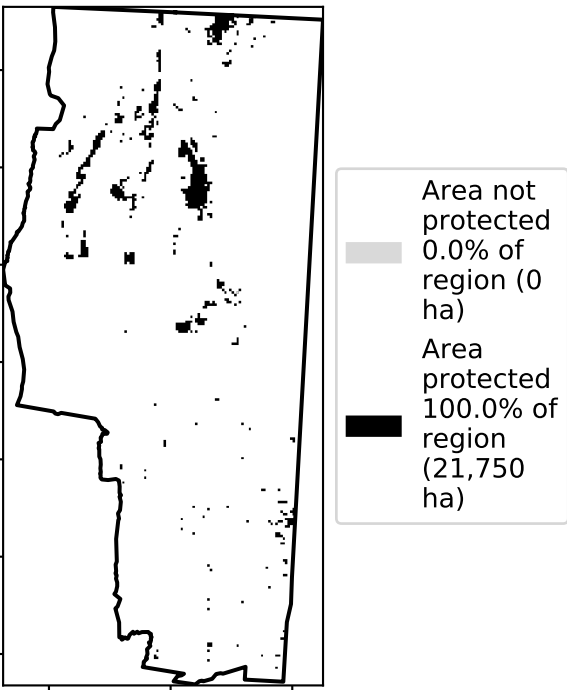 Area not
protected
0.0% of
region (0
ha)
Area
protected
100.0% of
region
(21,750
ha)